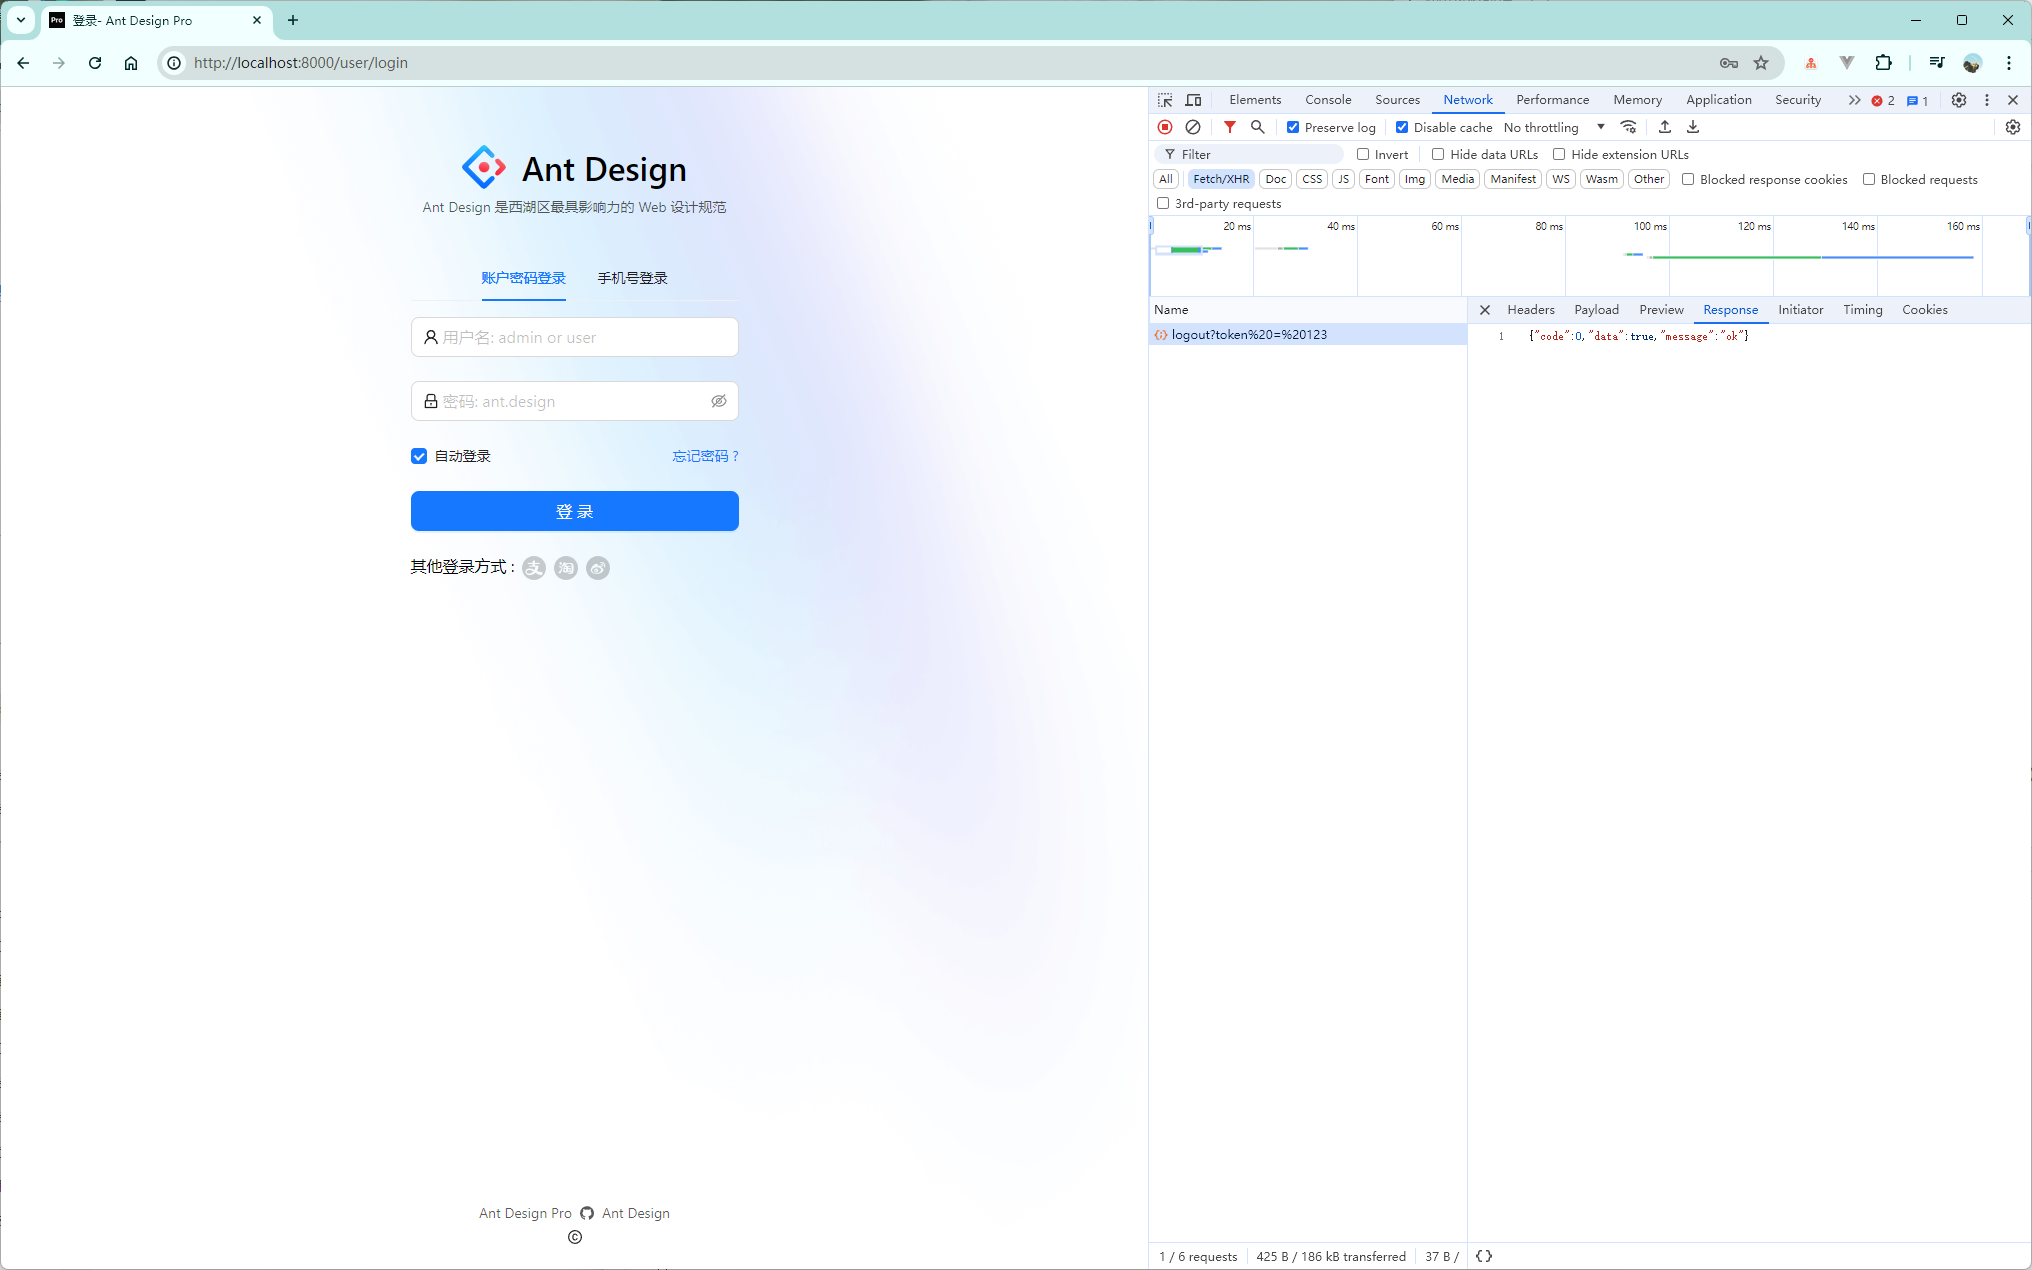 Pro 登录- Ant Design Pro
http://localhost:8000/user/login
Ant Design
Ant Design 是西湖区最具影响力的 Web 设计规范
账户密码登录 手机号登录
用户名: admin or user
密码: ant.design
自动登录 忘记密码 ?
登 录
其他登录方式 : 支 淘
Ant Design Pro Ant Design
©
Elements Console Sources Network Performance Memory Application Security 2 1
Preserve log Disable cache No throttling
Filter Invert Hide data URLs Hide extension URLs
All Fetch/XHR Doc CSS JS Font Img Media Manifest WS Wasm Other Blocked response cookies Blocked requests
3rd-party requests
20 ms 40 ms 60 ms 80 ms 100 ms 120 ms 140 ms 160 ms
Name
logout?token%20=%20123
Headers Payload Preview Response Initiator Timing Cookies
1 {"code":0,"data":true,"message":"ok"}
1 / 6 requests 425 B / 186 kB transferred 37 B / {}